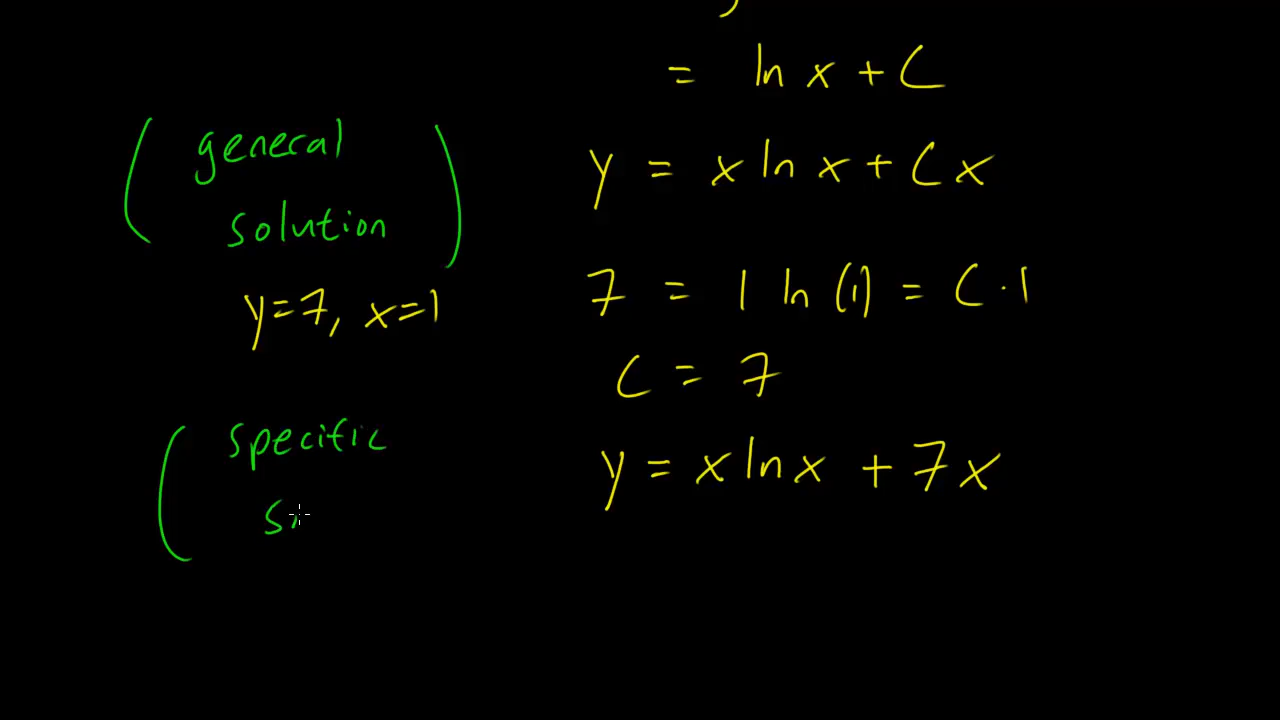 = ln x + C
(general solution)
y = x ln x + Cx
y=7, x=1
7 = 1 ln (1) = C · 1
C = 7
(specific
y = x ln x + 7x